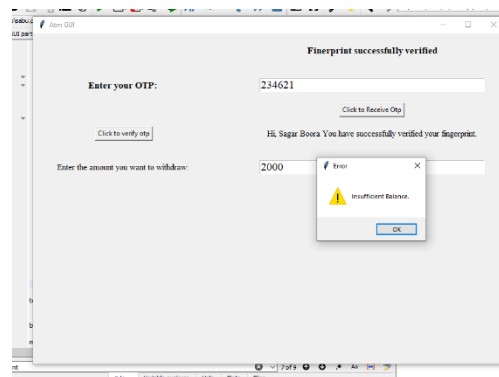 Atem GUI
Finerprint successfully verified
Enter your OTP:
234621
Click to Receive Otp
Click to verify otp
Hi, Sagar Boora You have successfully verified your fingerprint.
Enter the amount you want to withdraw:
2000
Error
Insufficient Balance.
OK
7 of 9
Aa